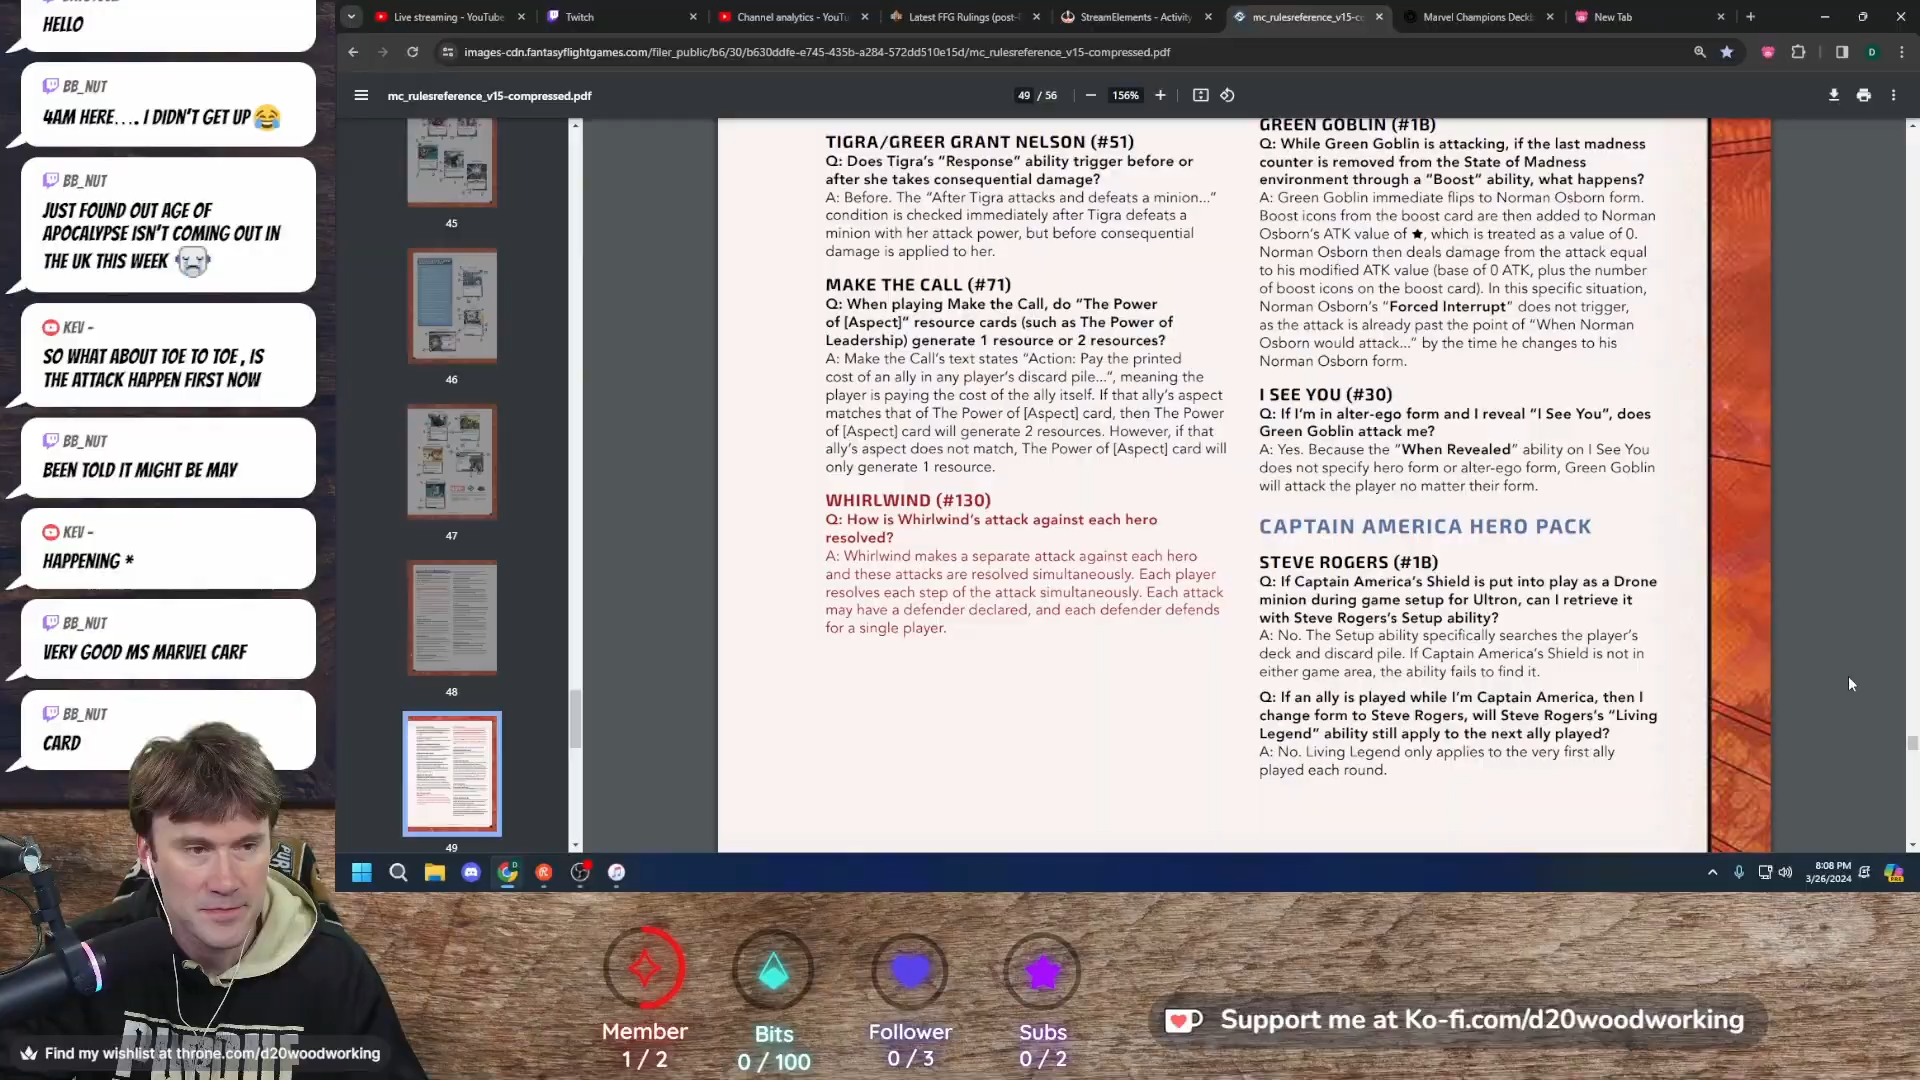 HELLO
BB_NUT
4AM HERE.... I DIDN'T GET UP 😂
BB_NUT
JUST FOUND OUT AGE OF
APOCALYPSE ISN'T COMING OUT IN
THE UK THIS WEEK
KEV -
SO WHAT ABOUT TOE TO TOE , IS
THE ATTACK HAPPEN FIRST NOW
BB_NUT
BEEN TOLD IT MIGHT BE MAY
KEV -
HAPPENING *
BB_NUT
VERY GOOD MS MARVEL CARF
BB_NUT
CARD
Find my wishlist at throne.com/d20woodworking
Live streaming - YouTube
Twitch
Channel analytics - YouTu
Latest FFG Rulings (post-
StreamElements - Activity
mc_rulesreference_v15-cc
Marvel Champions Deckb
New Tab
images-cdn.fantasyflightgames.com/filer_public/b6/30/b630ddfe-e745-435b-a284-572dd510e15d/mc_rulesreference_v15-compressed.pdf
D
mc_rulesreference_v15-compressed.pdf
49 / 56
156%
45
46
47
48
49
TIGRA/GREER GRANT NELSON (#51)
Q: Does Tigra's "Response" ability trigger before or
after she takes consequential damage?
A: Before. The "After Tigra attacks and defeats a minion..."
condition is checked immediately after Tigra defeats a
minion with her attack power, but before consequential
damage is applied to her.
MAKE THE CALL (#71)
Q: When playing Make the Call, do "The Power
of [Aspect]" resource cards (such as The Power of
Leadership) generate 1 resource or 2 resources?
A: Make the Call's text states "Action: Pay the printed
cost of an ally in any player's discard pile...", meaning the
player is paying the cost of the ally itself. If that ally's aspect
matches that of The Power of [Aspect] card, then The Power
of [Aspect] card will generate 2 resources. However, if that
ally's aspect does not match, The Power of [Aspect] card will
only generate 1 resource.
WHIRLWIND (#130)
Q: How is Whirlwind's attack against each hero
resolved?
A: Whirlwind makes a separate attack against each hero
and these attacks are resolved simultaneously. Each player
resolves each step of the attack simultaneously. Each attack
may have a defender declared, and each defender defends
for a single player.
GREEN GOBLIN (#1B)
Q: While Green Goblin is attacking, if the last madness
counter is removed from the State of Madness
environment through a "Boost" ability, what happens?
A: Green Goblin immediate flips to Norman Osborn form.
Boost icons from the boost card are then added to Norman
Osborn's ATK value of ★, which is treated as a value of 0.
Norman Osborn then deals damage from the attack equal
to his modified ATK value (base of 0 ATK, plus the number
of boost icons on the boost card). In this specific situation,
Norman Osborn's "Forced Interrupt" does not trigger,
as the attack is already past the point of "When Norman
Osborn would attack..." by the time he changes to his
Norman Osborn form.
I SEE YOU (#30)
Q: If I'm in alter-ego form and I reveal "I See You", does
Green Goblin attack me?
A: Yes. Because the "When Revealed" ability on I See You
does not specify hero form or alter-ego form, Green Goblin
will attack the player no matter their form.
CAPTAIN AMERICA HERO PACK
STEVE ROGERS (#1B)
Q: If Captain America's Shield is put into play as a Drone
minion during game setup for Ultron, can I retrieve it
with Steve Rogers's Setup ability?
A: No. The Setup ability specifically searches the player's
deck and discard pile. If Captain America's Shield is not in
either game area, the ability fails to find it.
Q: If an ally is played while I'm Captain America, then I
change form to Steve Rogers, will Steve Rogers's "Living
Legend" ability still apply to the next ally played?
A: No. Living Legend only applies to the very first ally
played each round.
8:08 PM
3/26/2024
Member
1 / 2
Bits
0 / 100
Follower
0 / 3
Subs
0 / 2
Support me at Ko-fi.com/d20woodworking